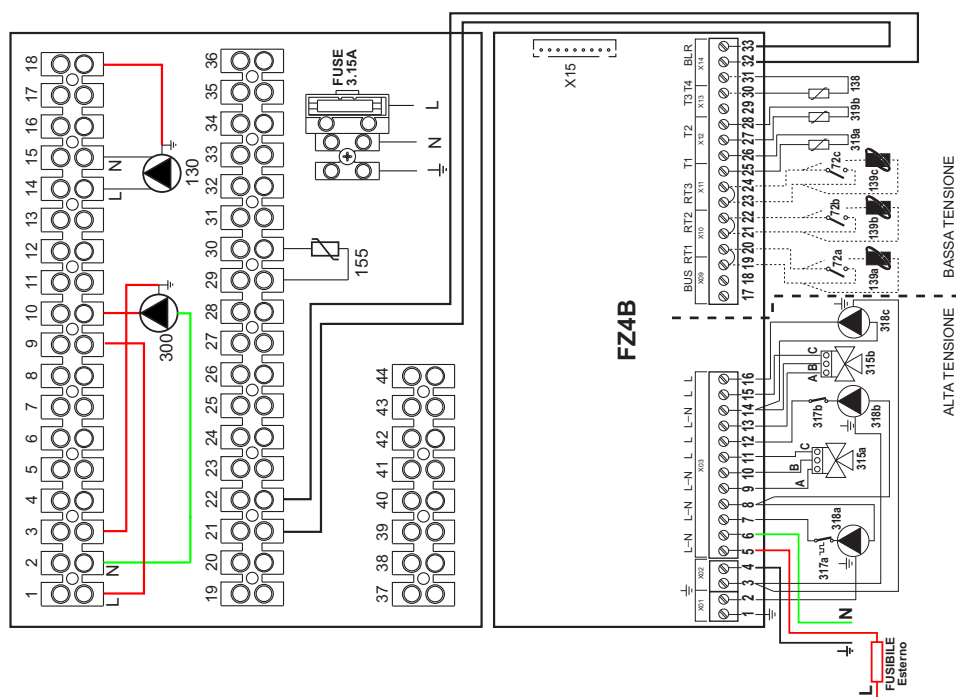 18
17
16
15
14
13
12
11
10
9
8
7
6
5
4
3
2
1
N
L
130
300
N
L
36
35
34
33
32
31
30
29
28
27
26
25
24
23
22
21
20
19
155
FUSE
3.15A
L
N
44
43
42
41
40
39
38
37
FZ4B
X15
BLR
T3 T4
T2
T1
RT3
RT2
RT1
BUS
X14
X13
X12
X11
X10
X09
33
32
31
30
29
28
27
26
25
24
23
22
21
20
19
18
17
138
319b
319a
72c
139c
72b
139b
72a
139a
BASSA TENSIONE
ALTA TENSIONE
L
L
L–N
L–N
L
L
L–N
L–N
L–N
L–N
X03
X02
X01
16
15
14
13
12
11
10
9
8
7
6
5
4
3
2
1
318c
A B C
315b
317b
318b
A B C
315a
318a
317a
N
L
FUSIBILE
Esterno